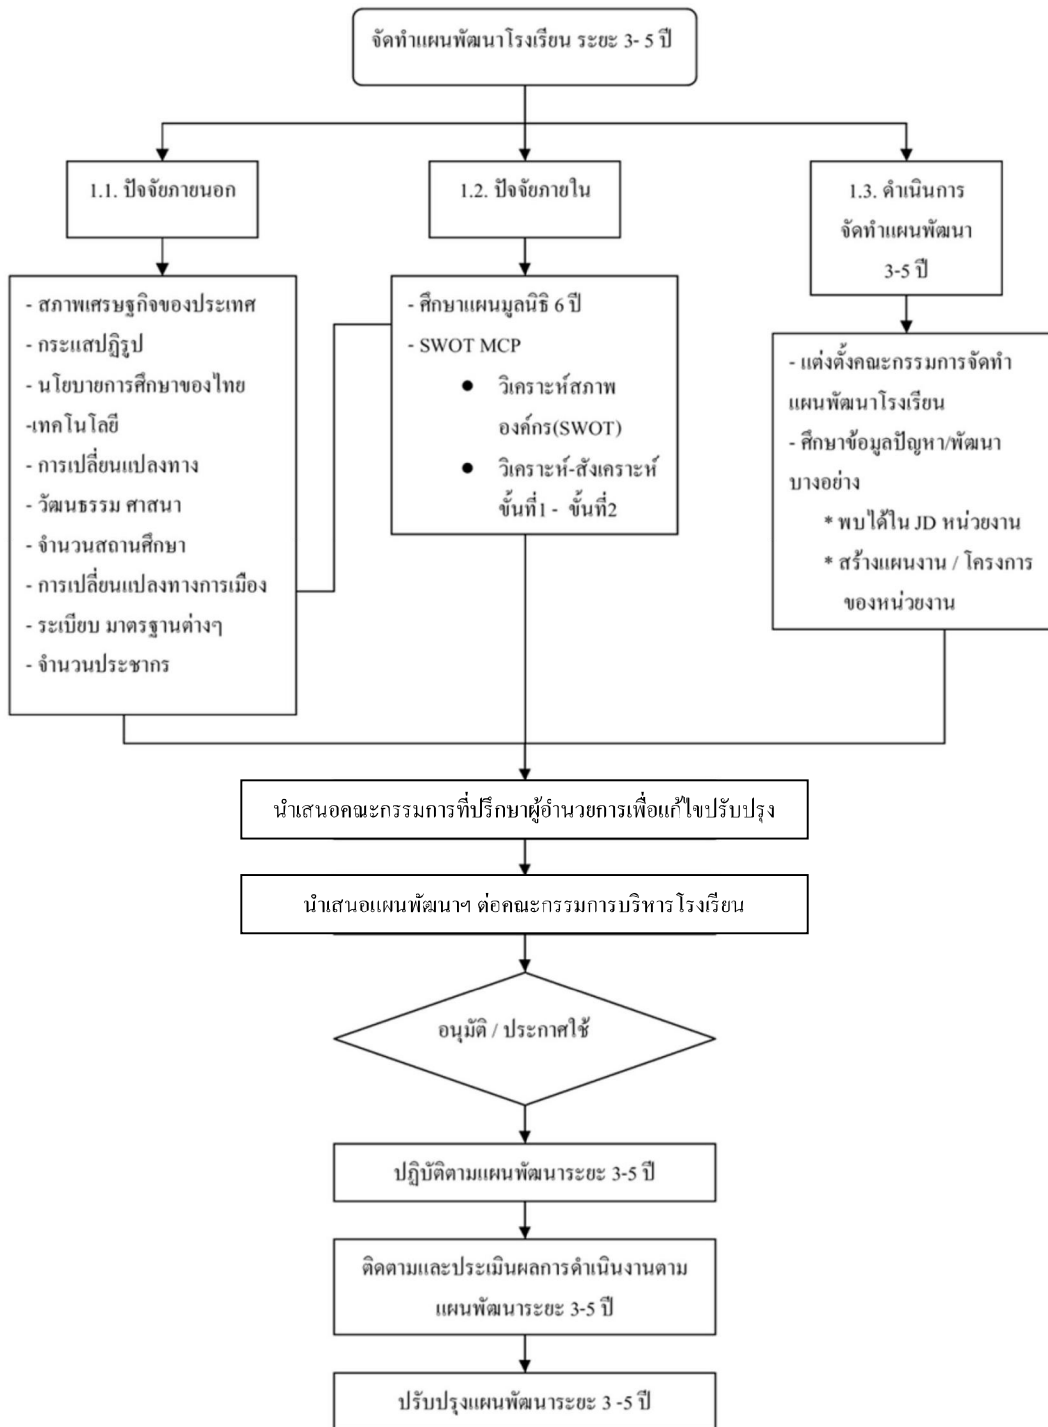 จัดทำแผนพัฒนาโรงเรียน ระยะ 3- 5 ปี
1.1. ปัจจัยภายนอก
1.2. ปัจจัยภายใน
1.3. ดำเนินการ
จัดทำแผนพัฒนา
3-5 ปี
- สภาพเศรษฐกิจของประเทศ
- กระแสปฏิรูป
- นโยบายการศึกษาของไทย
-เทคโนโลยี
- การเปลี่ยนแปลงทาง
- วัฒนธรรม ศาสนา
- จำนวนสถานศึกษา
- การเปลี่ยนแปลงทางการเมือง
- ระเบียบ มาตรฐานต่างๆ
- จำนวนประชากร
- ศึกษาแผนมูลนิธิ 6 ปี
- SWOT MCP
● วิเคราะห์สภาพ
องค์กร(SWOT)
● วิเคราะห์-สังเคราะห์
ขั้นที่1 - ขั้นที่2
- แต่งตั้งคณะกรรมการจัดทำ
แผนพัฒนาโรงเรียน
- ศึกษาข้อมูลปัญหา/พัฒนา
บางอย่าง
* พบได้ใน JD หน่วยงาน
* สร้างแผนงาน / โครงการ
ของหน่วยงาน
นำเสนอคณะกรรมการที่ปรึกษาผู้อำนวยการเพื่อแก้ไขปรับปรุง
นำเสนอแผนพัฒนาฯ ต่อคณะกรรมการบริหารโรงเรียน
อนุมัติ / ประกาศใช้
ปฏิบัติตามแผนพัฒนาระยะ 3-5 ปี
ติดตามและประเมินผลการดำเนินงานตาม
แผนพัฒนาระยะ 3-5 ปี
ปรับปรุงแผนพัฒนาระยะ 3 -5 ปี